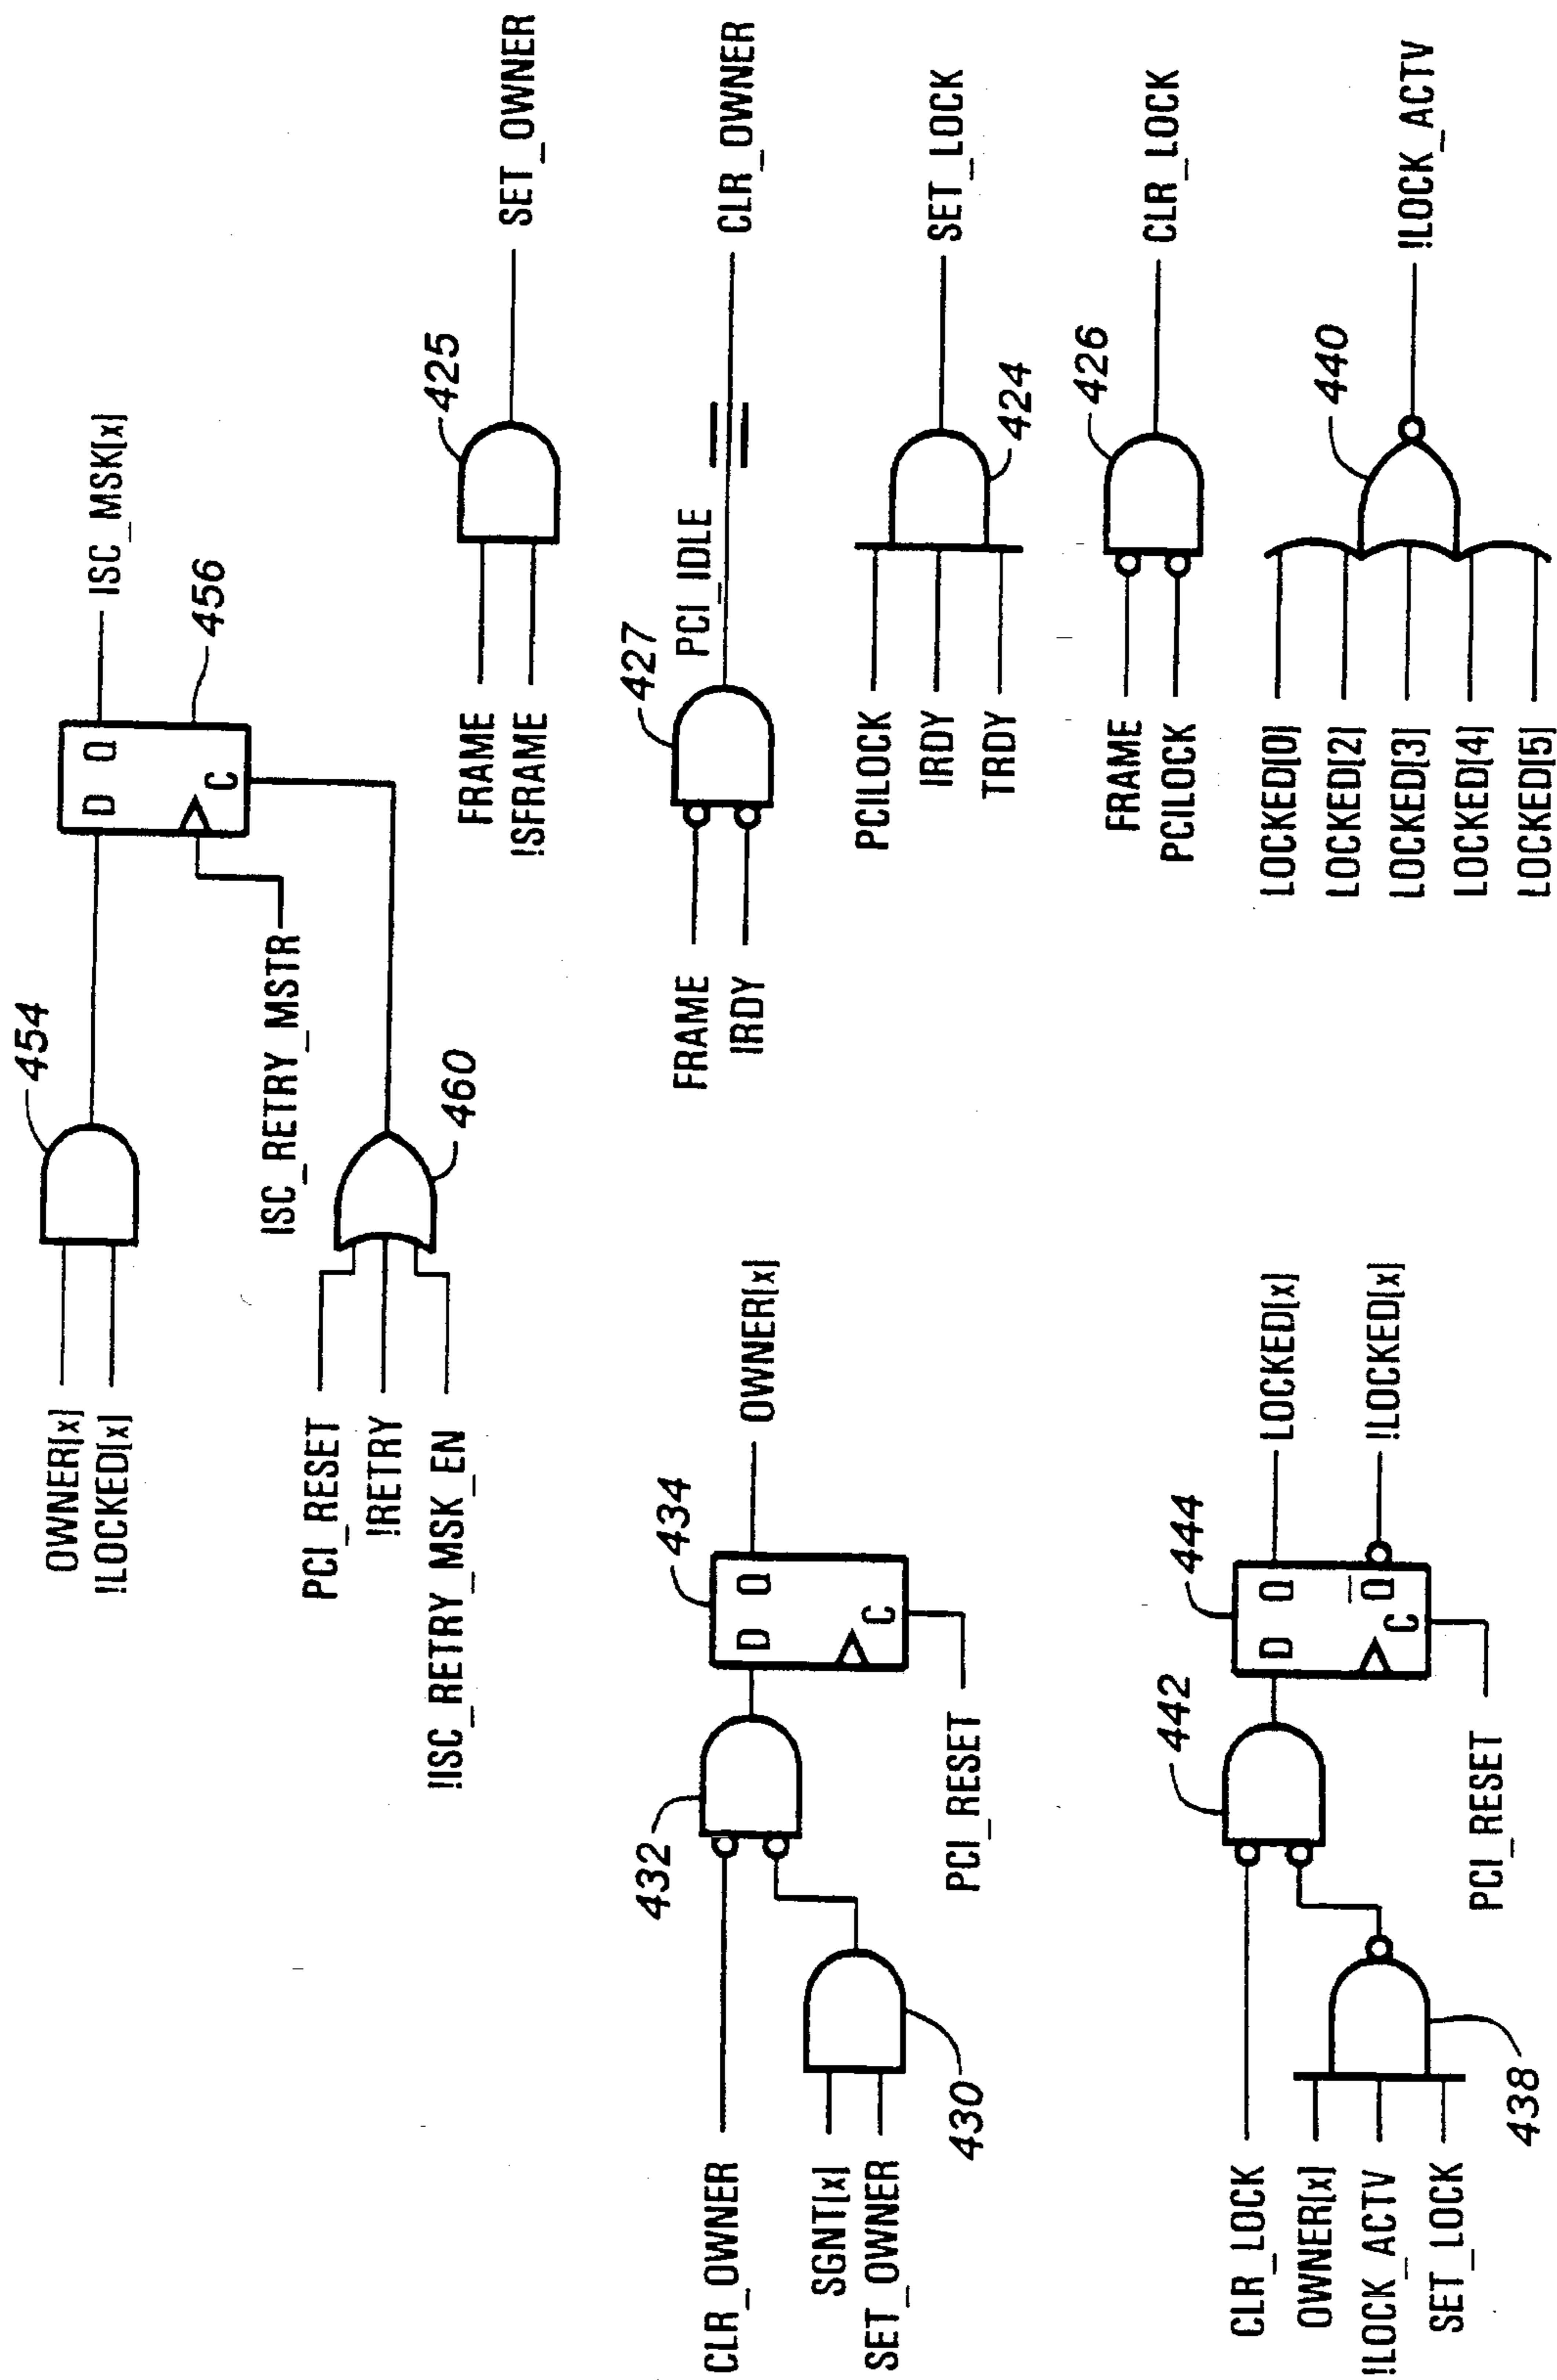 OWNER[x]
!LOCKED[x]
454
D Q
C
ISC_MSK[x]
456
ISC_RETRY_MSTR
PCI_RESET
!RETRY
!ISC_RETRY_MSK_EN
460
FRAME
!SFRAME
425
SET_OWNER
FRAME
IRDY
427
PCI_IDLE
CLR_OWNER
PCILOCK
IRDY
TRDY
424
SET_LOCK
FRAME
PCILOCK
426
CLR_LOCK
LOCKED[0]
LOCKED[2]
LOCKED[3]
LOCKED[4]
LOCKED[5]
440
!LOCK_ACTV
CLR_OWNER
SGNT[x]
SET_OWNER
430
432
D Q
C
434
OWNER[x]
PCI_RESET
CLR_LOCK
OWNER[x]
!LOCK_ACTV
SET_LOCK
438
442
D Q
Q
C
444
LOCKED[x]
!LOCKED[x]
PCI_RESET